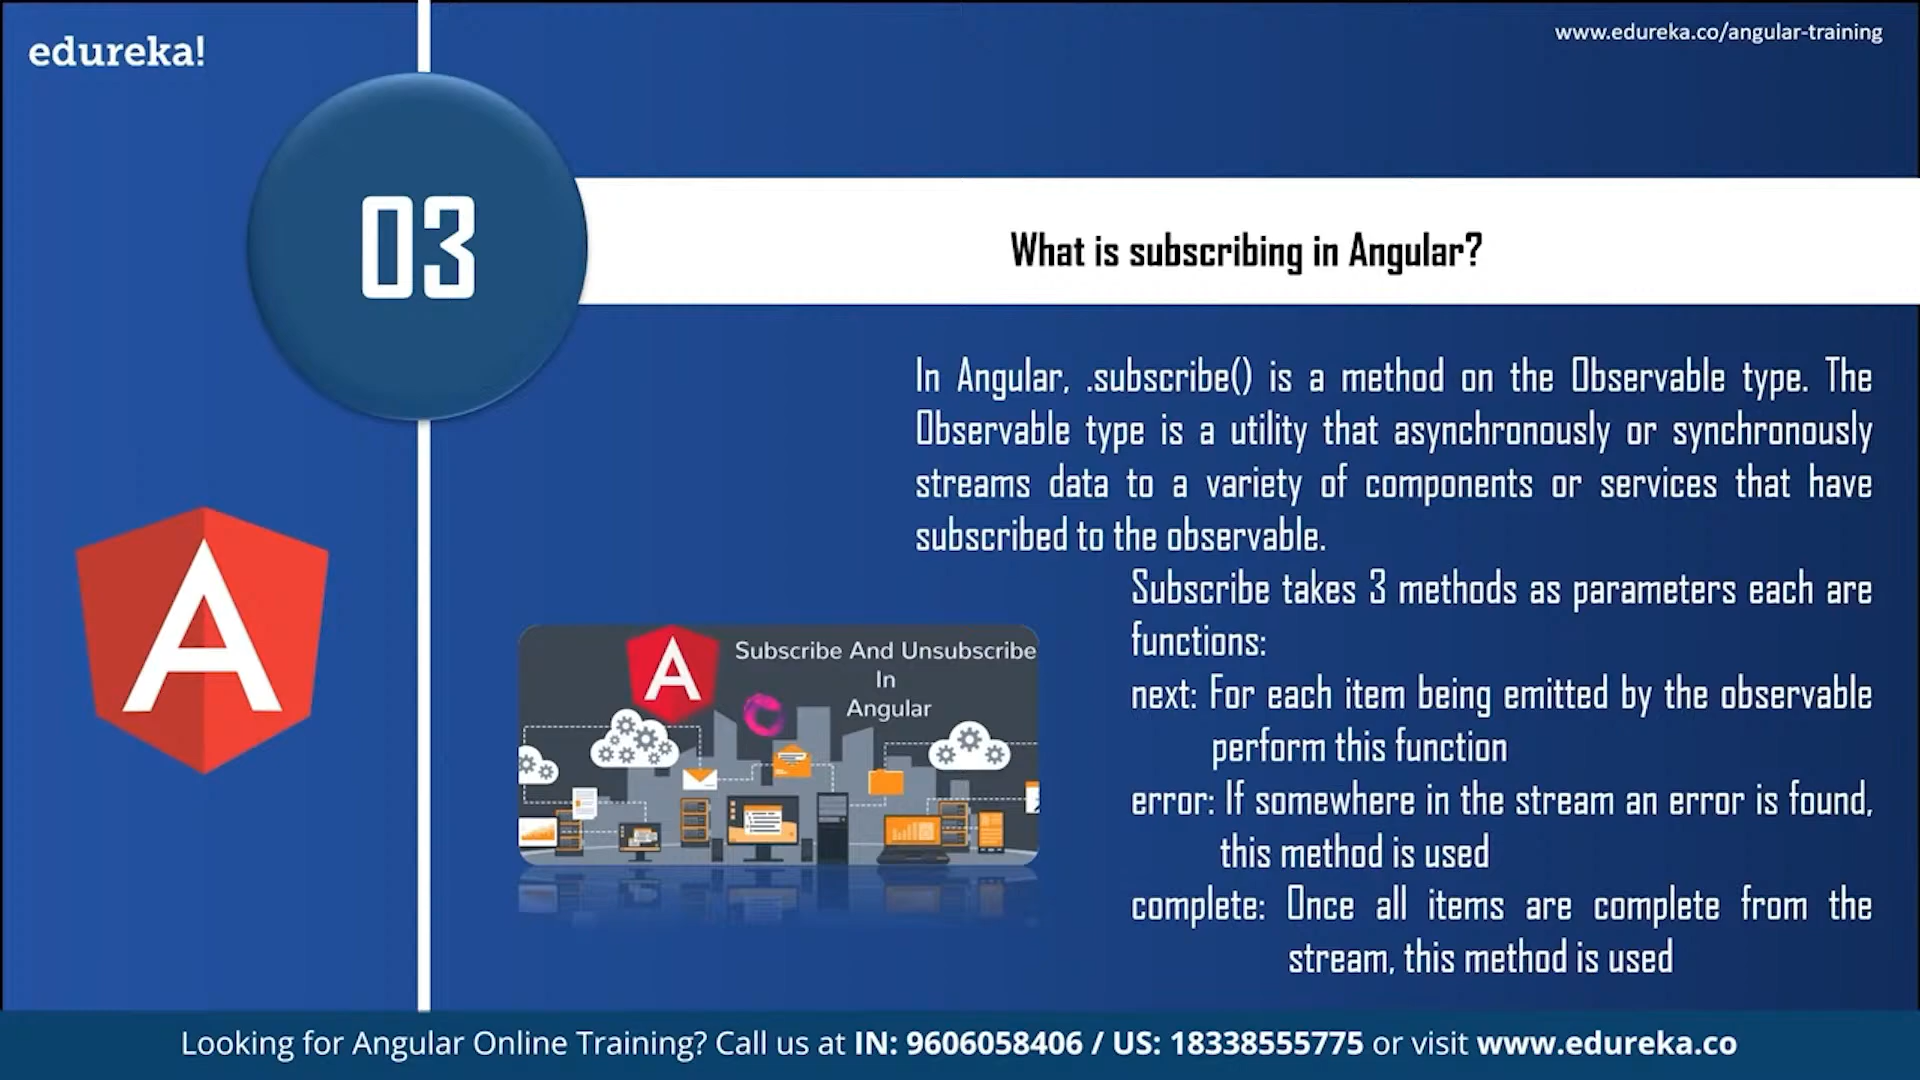 edureka!
www.edureka.co/angular-training
03
What is subscribing in Angular?
In Angular, .subscribe() is a method on the Observable type. The
Observable type is a utility that asynchronously or synchronously
streams data to a variety of components or services that have
subscribed to the observable.
Subscribe takes 3 methods as parameters each are
functions:
next: For each item being emitted by the observable
perform this function
error: If somewhere in the stream an error is found,
this method is used
complete: Once all items are complete from the
stream, this method is used
A
A
Subscribe And Unsubscribe
In
Angular
Looking for Angular Online Training? Call us at IN: 9606058406 / US: 18338555775 or visit www.edureka.co